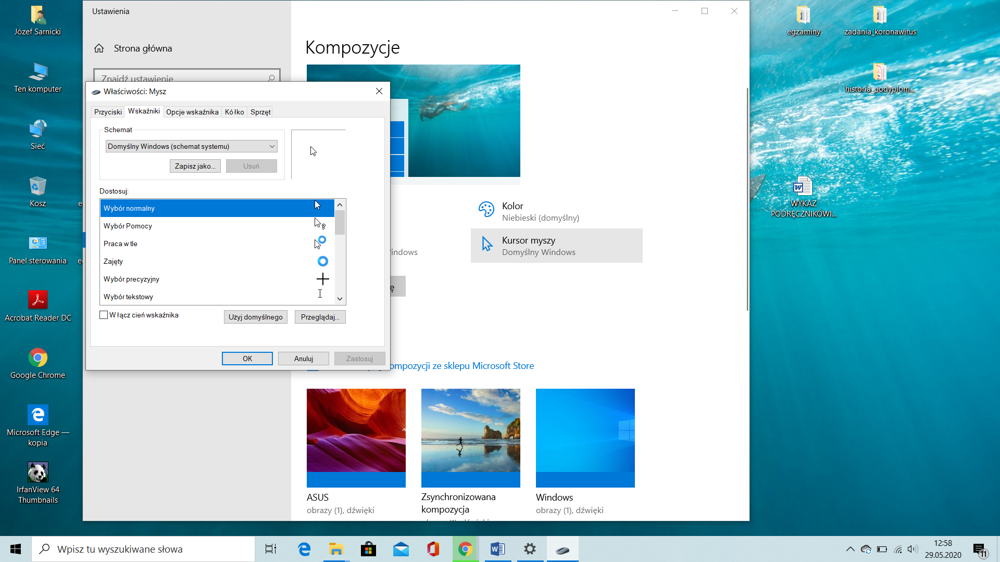 Józef Sarnicki
Ten komputer
Sieć
Kosz
Panel sterowania
Acrobat Reader DC
Google Chrome
Microsoft Edge —
kopia
IrfanView 64
Thumbnails
Ustawienia
Strona główna
Znajdź ustawienie
Właściwości: Mysz
Przyciski Wskaźniki Opcje wskaźnika Kółko Sprzęt
Schemat
Domyślny Windows (schemat systemu)
Zapisz jako... Usuń
Dostosuj:
Wybór normalny
Wybór Pomocy
Praca w tle
Zajęty
Wybór precyzyjny
Wybór tekstowy
Włącz cień wskaźnika
Użyj domyślnego Przeglądaj...
OK Anuluj Zastosuj
Kompozycje
Kolor
Niebieski (domyślny)
Kursor myszy
Domyślny Windows
indows
ompozycji ze sklepu Microsoft Store
ASUS
obrazy (1), dźwięki
Zsynchronizowana
kompozycja
Windows
obrazy (1), dźwięki
egzaminy
zadania_koronawirus
historia_podyplom...
WYKAZ
PODRĘCZNIKÓWI...
Wpisz tu wyszukiwane słowa
12:58
29.05.2020
11